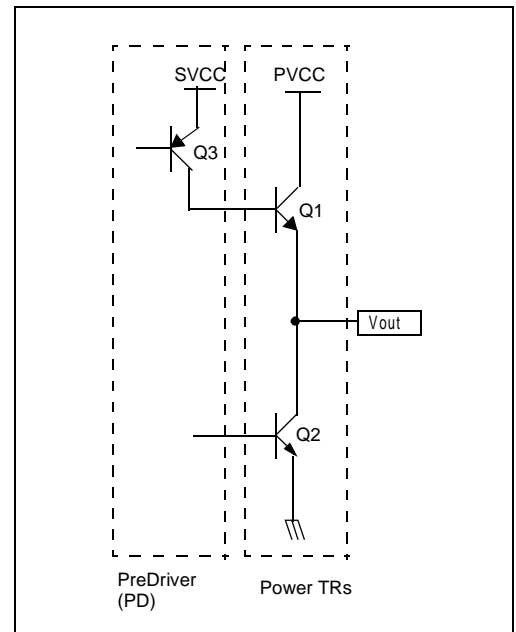 SVCC PVCC
Q3
Q1
Vout
Q2
PreDriver
(PD)
Power TRs